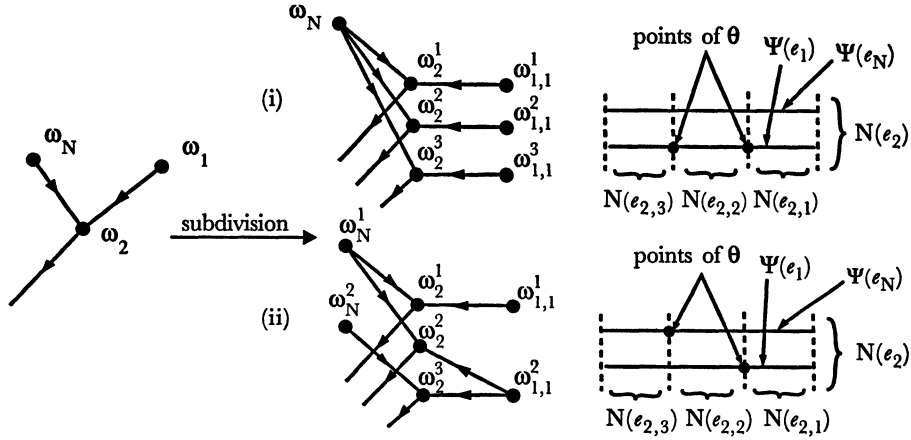 ω_N ω_1
ω_2
subdivision
(i)
ω_N
ω_2^1 ω_{1,1}^1
ω_2^2 ω_{1,1}^2
ω_2^3 ω_{1,1}^3
points of θ Ψ(e_1) Ψ(e_N)
N(e_2)
N(e_{2,3}) N(e_{2,2}) N(e_{2,1})
(ii)
ω_N^1
ω_2^1 ω_{1,1}^1
ω_N^2 ω_2^2
ω_2^3 ω_{1,1}^2
points of θ Ψ(e_1) Ψ(e_N)
N(e_2)
N(e_{2,3}) N(e_{2,2}) N(e_{2,1})